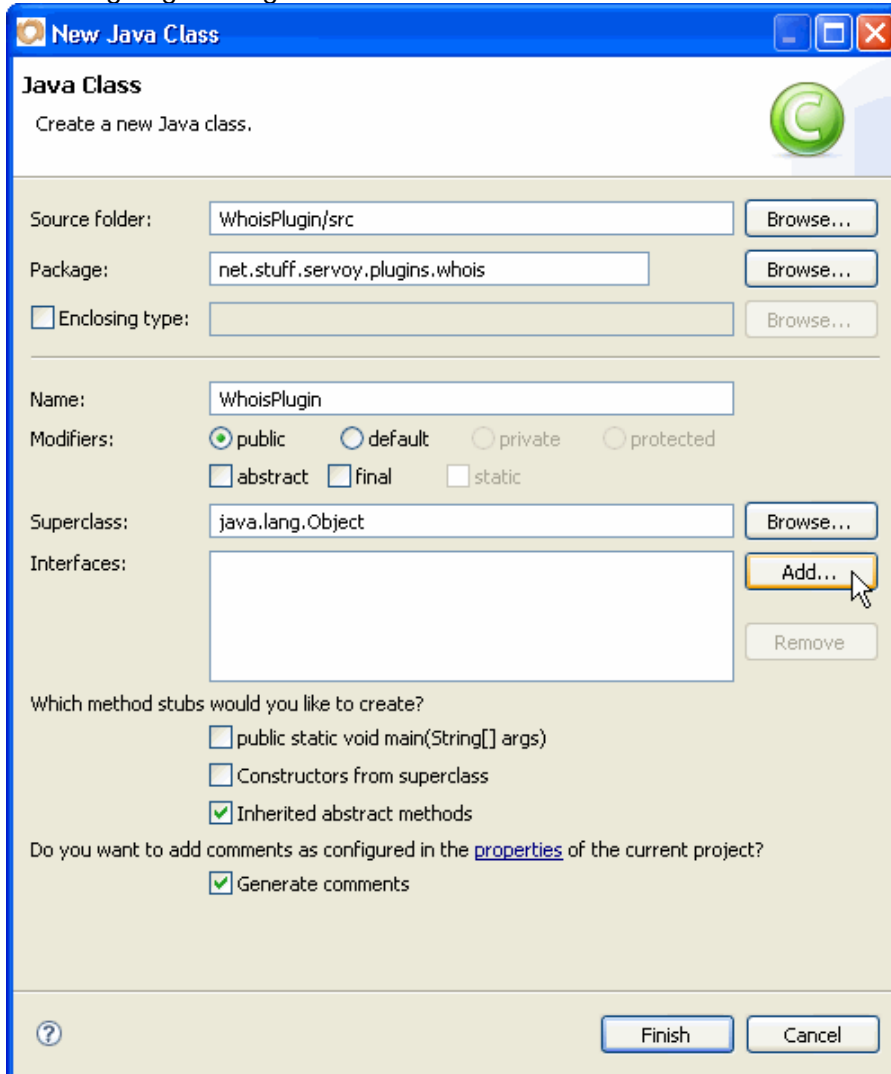 New Java Class
Java Class
Create a new Java class.
C
Source folder: WhoisPlugin/src Browse...
Package: net.stuff.servoy.plugins.whois Browse...
Enclosing type: Browse...
Name: WhoisPlugin
Modifiers: public default private protected
abstract final static
Superclass: java.lang.Object Browse...
Interfaces: Add...
Remove
Which method stubs would you like to create?
public static void main(String[] args)
Constructors from superclass
Inherited abstract methods
Do you want to add comments as configured in the properties of the current project?
Generate comments
? Finish Cancel